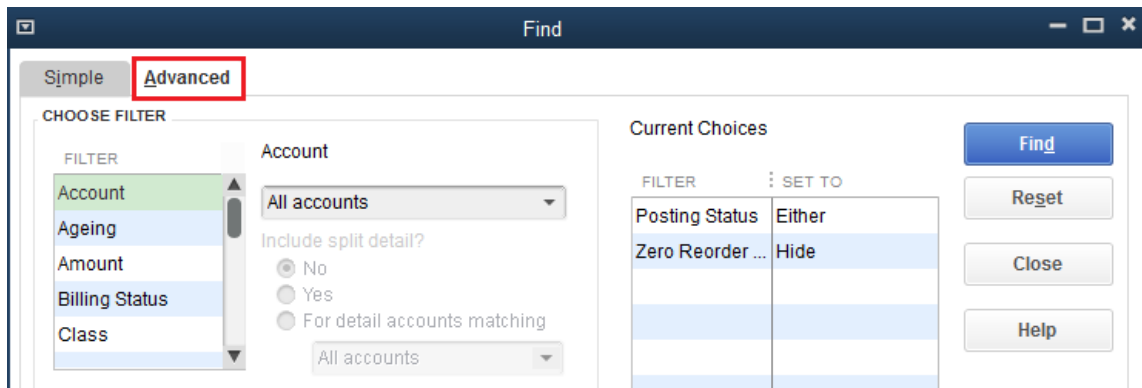 Find
Simple
Advanced
CHOOSE FILTER
FILTER
Account
Ageing
Amount
Billing Status
Class
Account
All accounts
Include split detail?
No
Yes
For detail accounts matching
All accounts
Current Choices
FILTER SET TO
Posting Status Either
Zero Reorder ... Hide
Find
Reset
Close
Help